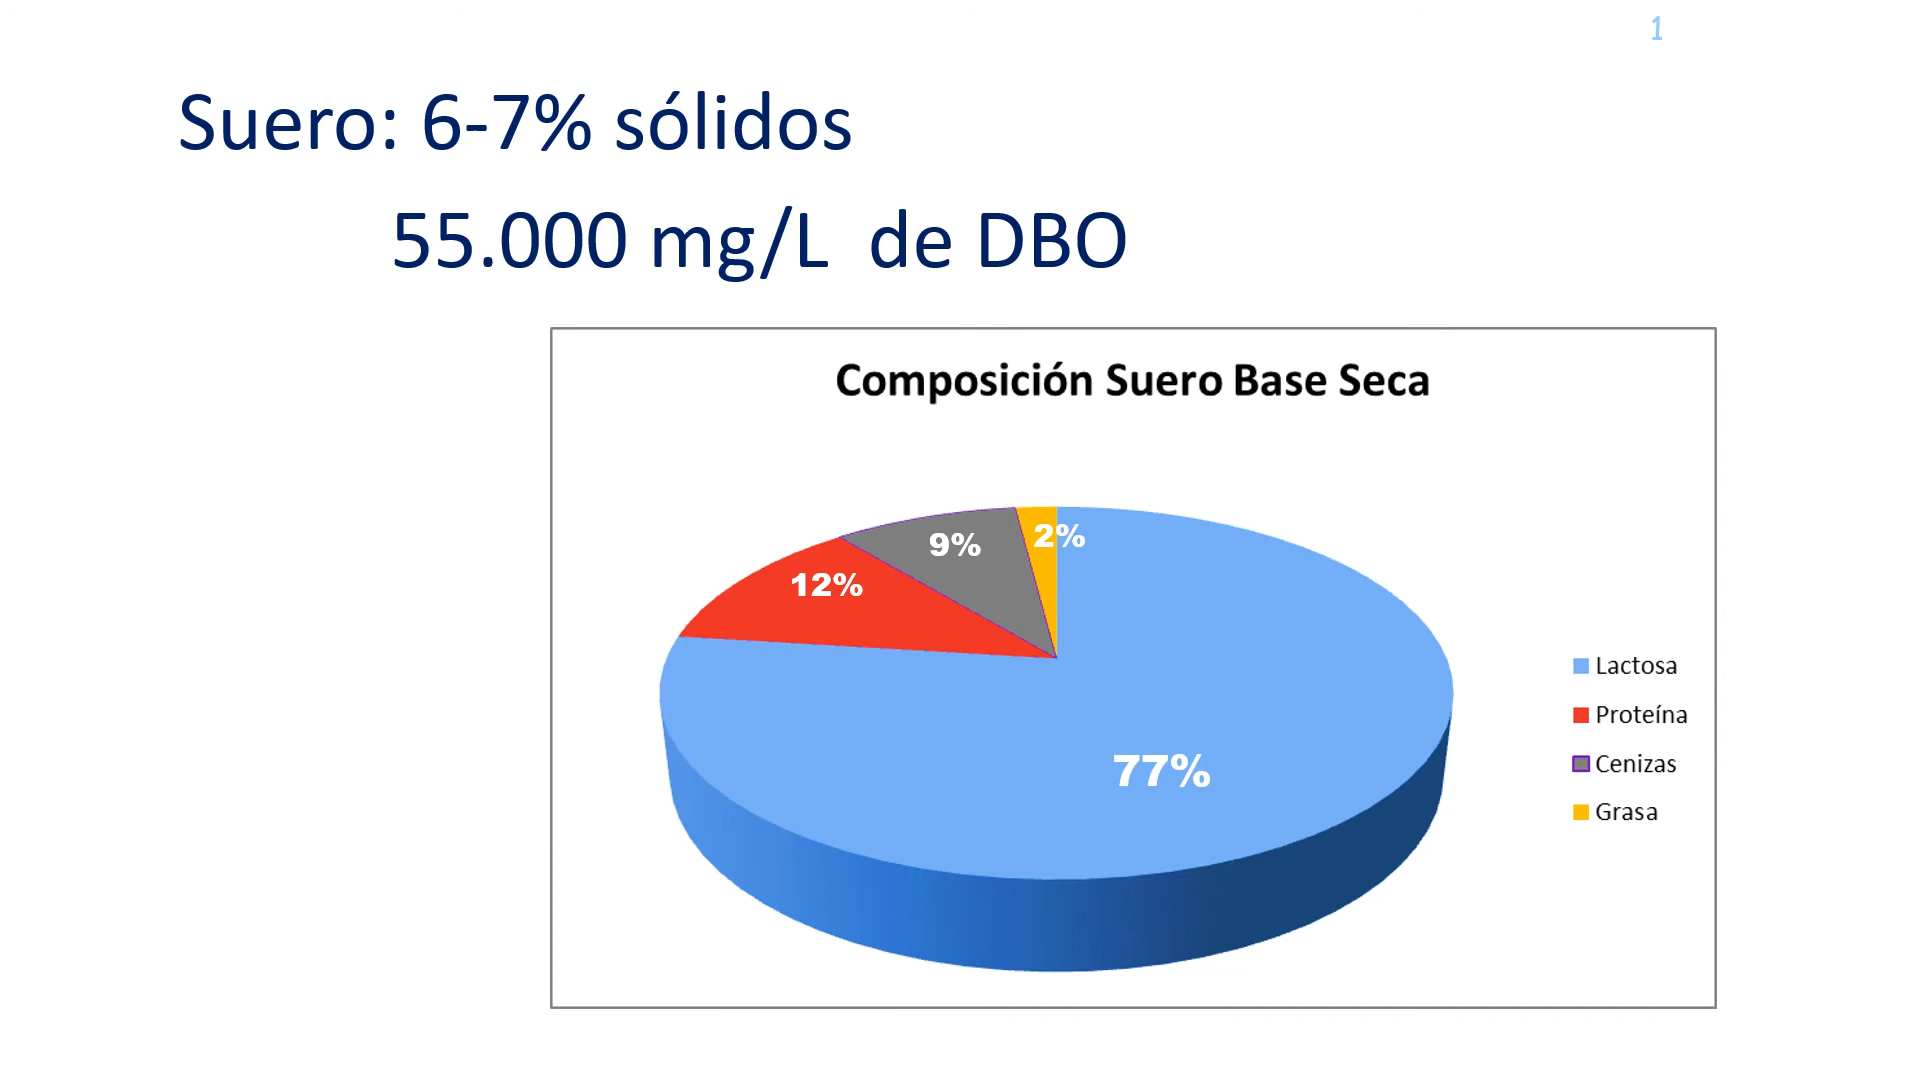 1
Suero: 6-7% sólidos
55.000 mg/L de DBO
Composición Suero Base Seca
2%
9%
12%
77%
Lactosa
Proteína
Cenizas
Grasa